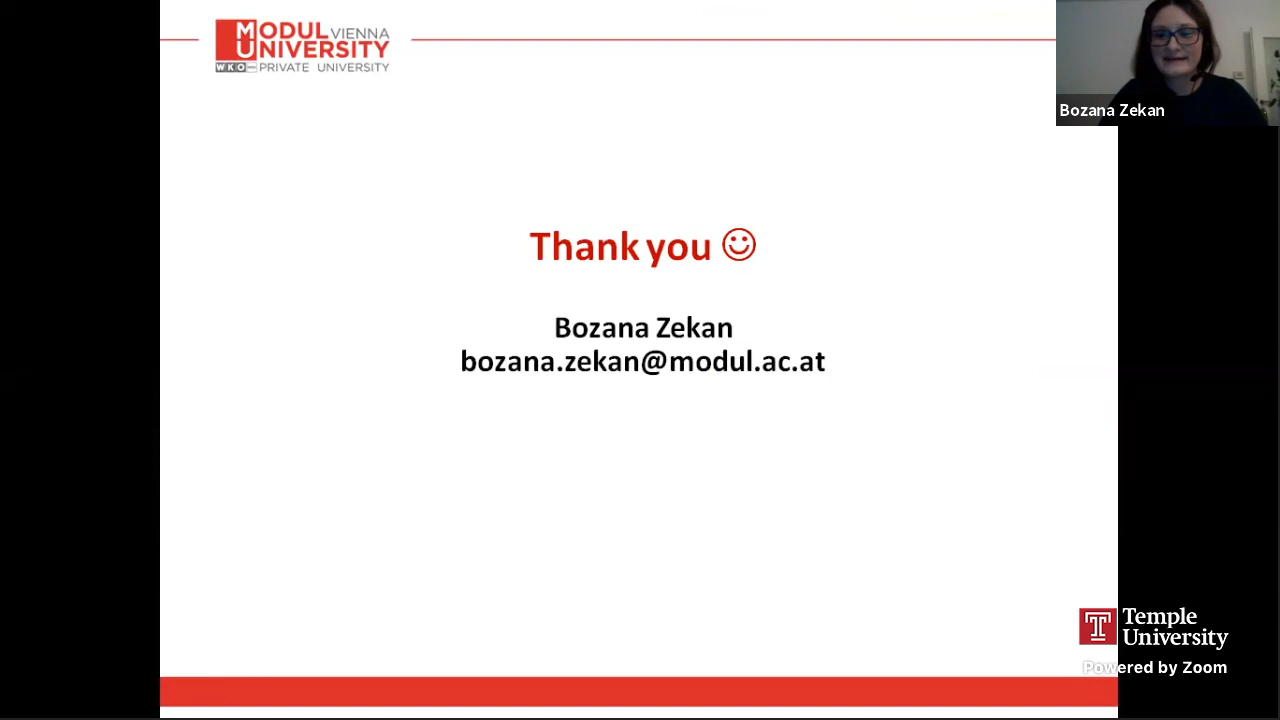 MODUL VIENNA
UNIVERSITY
WKO PRIVATE UNIVERSITY
Bozana Zekan
Thank you ☺
Bozana Zekan
bozana.zekan@modul.ac.at
Temple
University
Powered by Zoom